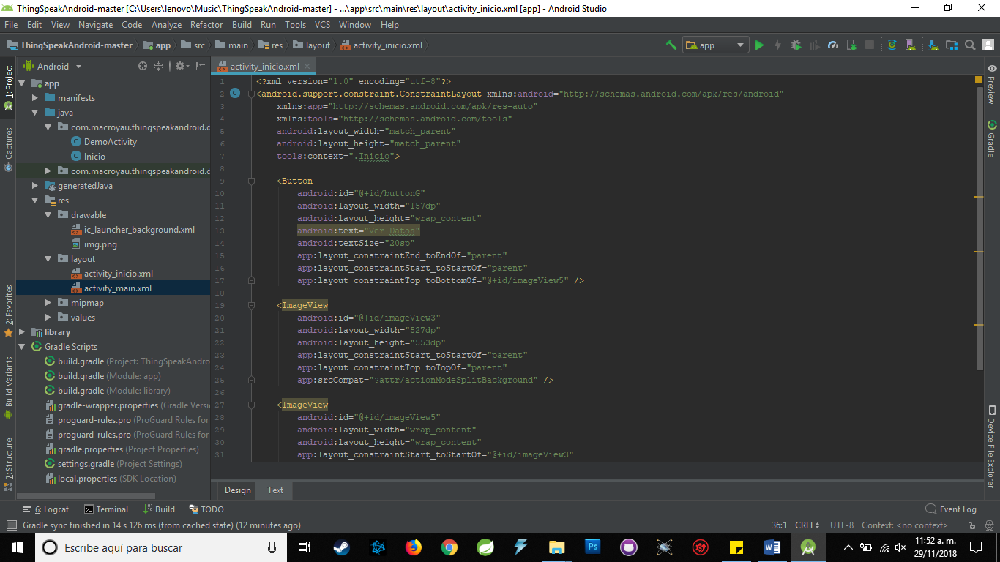 ThingSpeakAndroid-master [C:\Users\lenovo\Music\ThingSpeakAndroid-master] - ...\app\src\main\res\layout\activity_inicio.xml [app] - Android Studio
File Edit View Navigate Code Analyze Refactor Build Run Tools VCS Window Help
ThingSpeakAndroid-master app src main res layout activity_inicio.xml app
Android activity_inicio.xml
1: Project
Captures
2: Favorites
Build Variants
7: Structure
app
manifests
java
com.macroyau.thingspeakandroid.d
DemoActivity
Inicio
com.macroyau.thingspeakandroid.d
generatedJava
res
drawable
ic_launcher_background.xml
img.png
layout
activity_inicio.xml
activity_main.xml
mipmap
values
library
Gradle Scripts
build.gradle (Project: ThingSpeakAndro
build.gradle (Module: app)
build.gradle (Module: library)
gradle-wrapper.properties (Gradle Versi
proguard-rules.pro (ProGuard Rules for
proguard-rules.pro (ProGuard Rules for
gradle.properties (Project Properties)
settings.gradle (Project Settings)
local.properties (SDK Location)
1 <?xml version="1.0" encoding="utf-8"?>
2 <android.support.constraint.ConstraintLayout xmlns:android="http://schemas.android.com/apk/res/android"
3 xmlns:app="http://schemas.android.com/apk/res-auto"
4 xmlns:tools="http://schemas.android.com/tools"
5 android:layout_width="match_parent"
6 android:layout_height="match_parent"
7 tools:context=".Inicio">
8
9 <Button
10 android:id="@+id/buttonG"
11 android:layout_width="157dp"
12 android:layout_height="wrap_content"
13 android:text="Ver Datos"
14 android:textSize="20sp"
15 app:layout_constraintEnd_toEndOf="parent"
16 app:layout_constraintStart_toStartOf="parent"
17 app:layout_constraintTop_toBottomOf="@+id/imageView5" />
18
19 <ImageView
20 android:id="@+id/imageView3"
21 android:layout_width="527dp"
22 android:layout_height="553dp"
23 app:layout_constraintStart_toStartOf="parent"
24 app:layout_constraintTop_toTopOf="parent"
25 app:srcCompat="?attr/actionModeSplitBackground" />
26
27 <ImageView
28 android:id="@+id/imageView5"
29 android:layout_width="wrap_content"
30 android:layout_height="wrap_content"
31 app:layout_constraintStart_toStartOf="@+id/imageView3"
Preview
Gradle
Device File Explorer
Design Text
6: Logcat Terminal Build TODO Event Log
Gradle sync finished in 14 s 126 ms (from cached state) (12 minutes ago) 36:1 CRLF UTF-8 Context: <no context>
Escribe aquí para buscar Ps 11:52 a. m.
29/11/2018